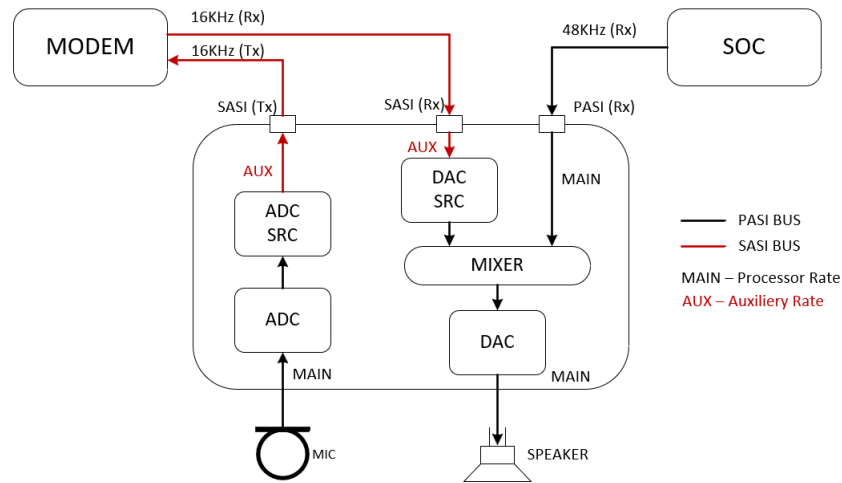 16KHz (Rx)
MODEM
16KHz (Tx)
48KHz (Rx)
SOC
SASI (Tx)
SASI (Rx)
PASI (Rx)
AUX
AUX
MAIN
DAC
SRC
ADC
SRC
MIXER
ADC
DAC
MAIN
MAIN
MIC
SPEAKER
PASI BUS
SASI BUS
MAIN – Processor Rate
AUX – Auxiliery Rate